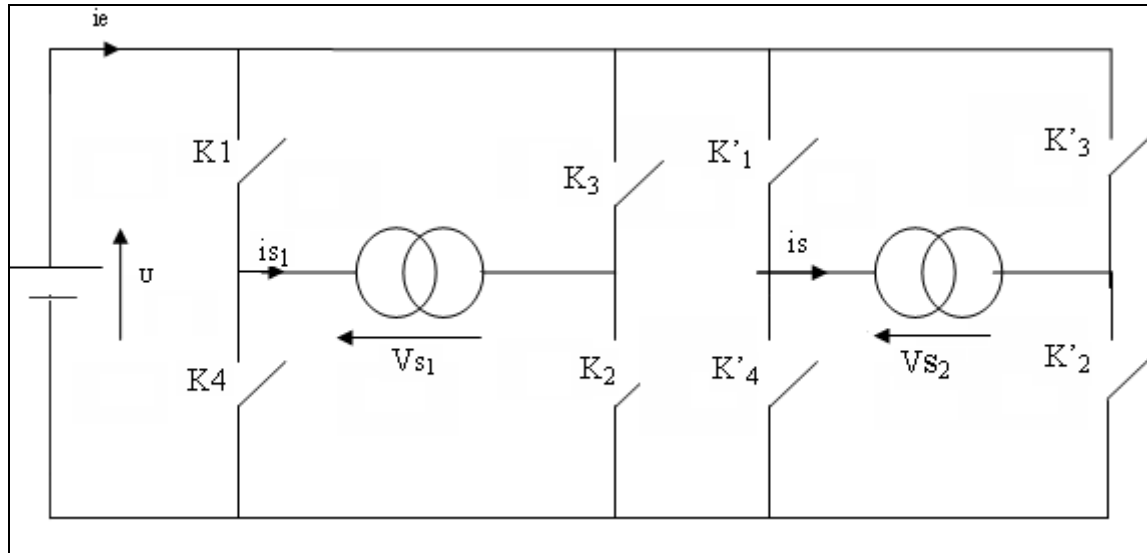 ie
K1
K₃
K'₁
K'₃
U
is₁
is
Vs₁
Vs₂
K4
K₂
K'₄
K'₂